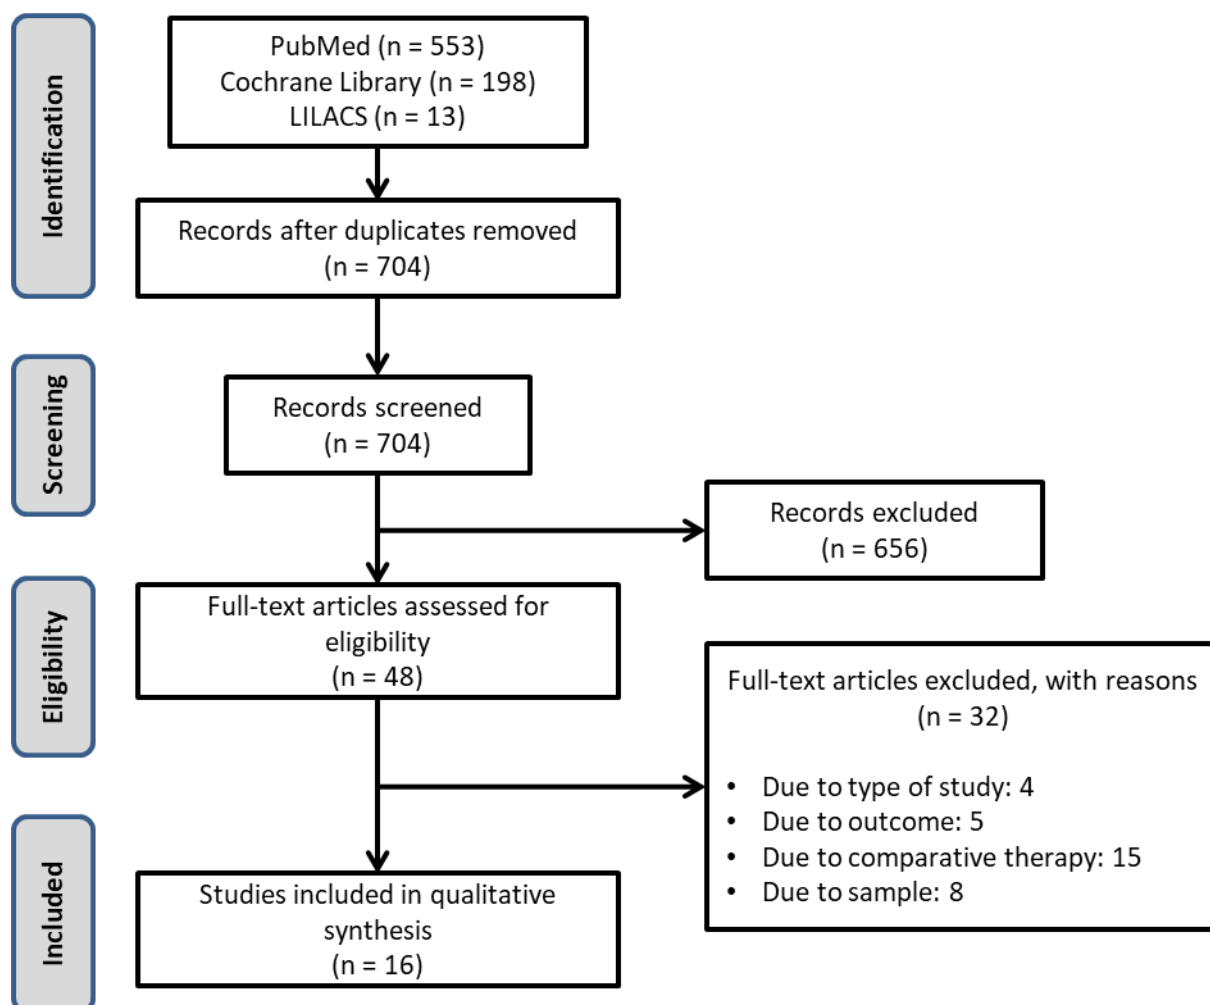 Identification
PubMed (n = 553)
Cochrane Library (n = 198)
LILACS (n = 13)
Records after duplicates removed
(n = 704)
Screening
Records screened
(n = 704)
Records excluded
(n = 656)
Eligibility
Full-text articles assessed for
eligibility
(n = 48)
Full-text articles excluded, with reasons
(n = 32)
• Due to type of study: 4
• Due to outcome: 5
• Due to comparative therapy: 15
• Due to sample: 8
Included
Studies included in qualitative
synthesis
(n = 16)